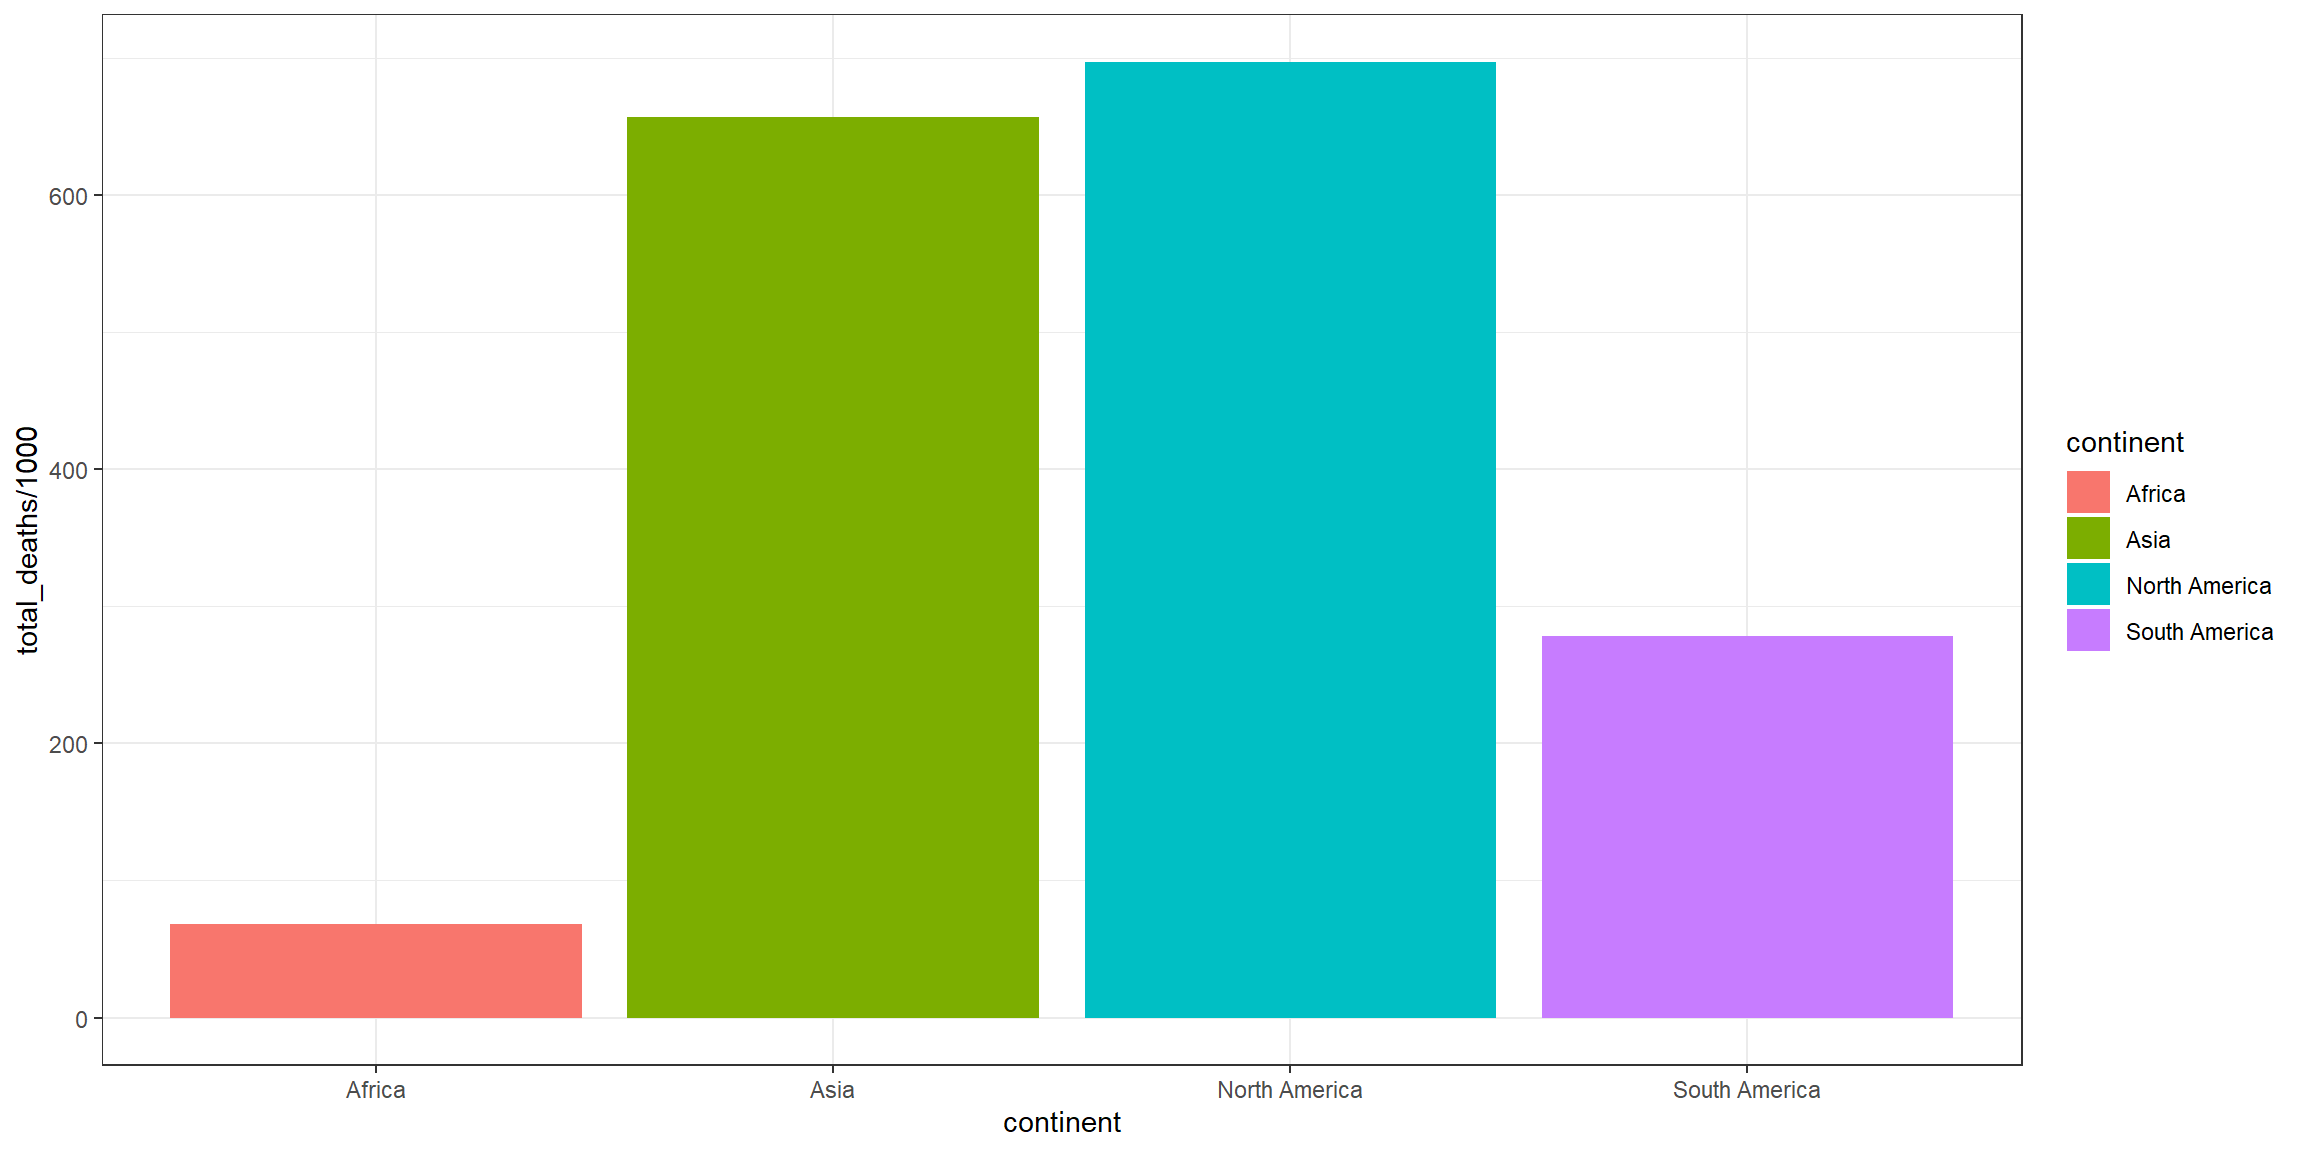 total_deaths/1000
600
400
200
0
Africa
Asia
North America
South America
continent
continent
Africa
Asia
North America
South America